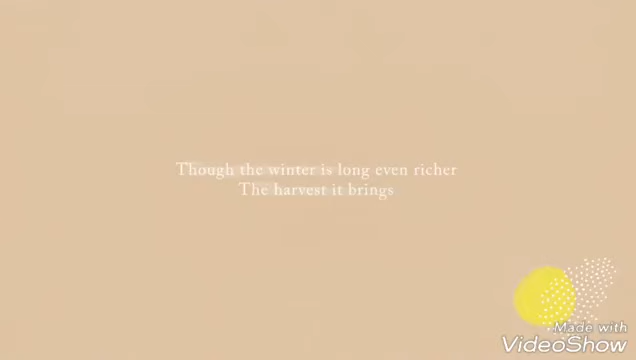 Though the winter is long even richer
The harvest it brings
Made with
VideoShow